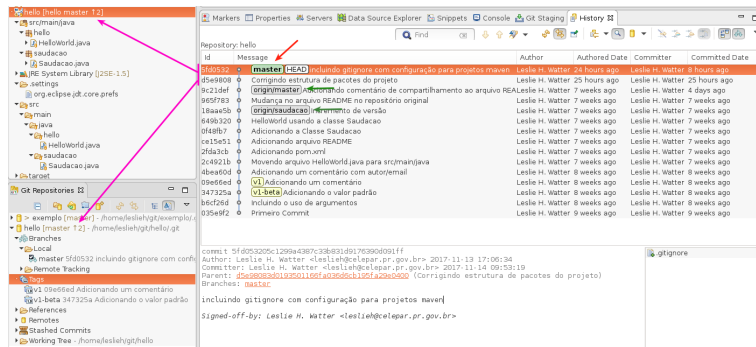 hello [hello master ↑2]
src/main/java
hello
HelloWorld.java
saudacao
Saudacao.java
JRE System Library [J2SE-1.5]
.settings
org.eclipse.jdt.core.prefs
src
main
java
hello
HelloWorld.java
saudacao
Saudacao.java
target
Git Repositories
> exemplo [master] - /home/leslieh/git/exemplo/.
hello [master ↑2] - /home/leslieh/git/hello/.git
Branches
Local
master 5fd0532 incluindo gitignore com confi
Remote Tracking
Tags
v1 09e66ed Adicionando um comentário
v1-beta 347325a Adicionando o valor padrão
References
Remotes
Stashed Commits
Working Tree - /home/leslieh/git/hello
Markers Properties Servers Data Source Explorer Snippets Console Git Staging History
Find
Repository: hello
Id Message Author Authored Date Committer Committed Date
5fd0532 master HEAD incluindo gitignore com configuração para projetos maven Leslie H. Watter 24 hours ago Leslie H. Watter 8 hours ago
d5e9808 Corrigindo estrutura de pacotes do projeto Leslie H. Watter 25 hours ago Leslie H. Watter 25 hours ago
9c21def origin/master Adicionando comentário de compartilhamento ao arquivo REA Leslie H. Watter 7 weeks ago Leslie H. Watter 4 days ago
965f783 Mudança no arquivo README no repositório original Leslie H. Watter 7 weeks ago Leslie H. Watter 7 weeks ago
18aae5b origin/saudacao de versão Leslie H. Watter 7 weeks ago Leslie H. Watter 7 weeks ago
649b320 HelloWorld usando a classe Saudacao Leslie H. Watter 7 weeks ago Leslie H. Watter 7 weeks ago
0f48fb7 Adicionando a Classe Saudacao Leslie H. Watter 7 weeks ago Leslie H. Watter 7 weeks ago
ce15e51 Adicionando arquivo README Leslie H. Watter 7 weeks ago Leslie H. Watter 7 weeks ago
2fda3cb Adicionando pom.xml Leslie H. Watter 7 weeks ago Leslie H. Watter 7 weeks ago
2c4921b Movendo arquivo HelloWorld.java para src/main/java Leslie H. Watter 7 weeks ago Leslie H. Watter 7 weeks ago
4bea60d Adicionando um comentário com autor/email Leslie H. Watter 8 weeks ago Leslie H. Watter 8 weeks ago
09e66ed v1 Adicionando um comentário Leslie H. Watter 8 weeks ago Leslie H. Watter 8 weeks ago
347325a v1-beta Adicionando o valor padrão Leslie H. Watter 8 weeks ago Leslie H. Watter 8 weeks ago
b6cf26d Incluindo o uso de argumentos Leslie H. Watter 8 weeks ago Leslie H. Watter 8 weeks ago
035e9f2 Primeiro Commit Leslie H. Watter 9 weeks ago Leslie H. Watter 9 weeks ago
commit 5fd053205c1299a4387c33b831d9176390d091ff
Author: Leslie H. Watter <leslieh@celepar.pr.gov.br> 2017-11-13 17:06:34
Committer: Leslie H. Watter <leslieh@celepar.pr.gov.br> 2017-11-14 09:53:19
Parent: d5e98083d0193501166fa036d6cb195fa29e0400 (Corrigindo estrutura de pacotes do projeto)
Branches: master
incluindo gitignore com configuração para projetos maven
Signed-off-by: Leslie H. Watter <leslieh@celepar.pr.gov.br>
.gitignore